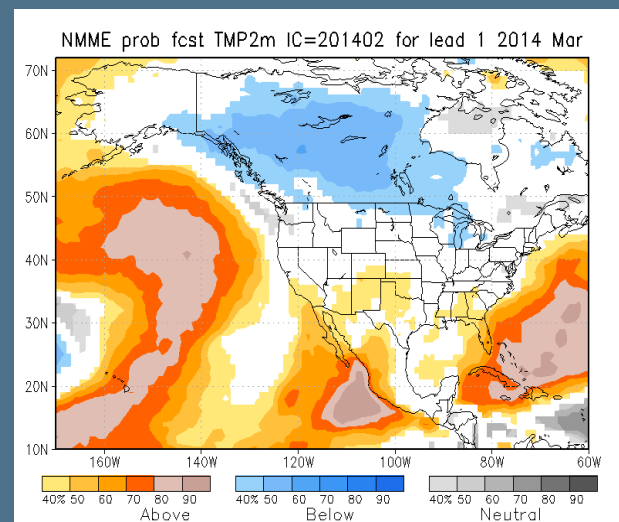 NMME prob fcst TMP2m IC=201402 for lead 1 2014 Mar
70N
60N
50N
40N
30N
20N
10N
160W 140W 120W 100W 80W 60W
40% 50 60 70 80 90 40% 50 60 70 80 90 40% 50 60 70 80 90
Above Below Neutral